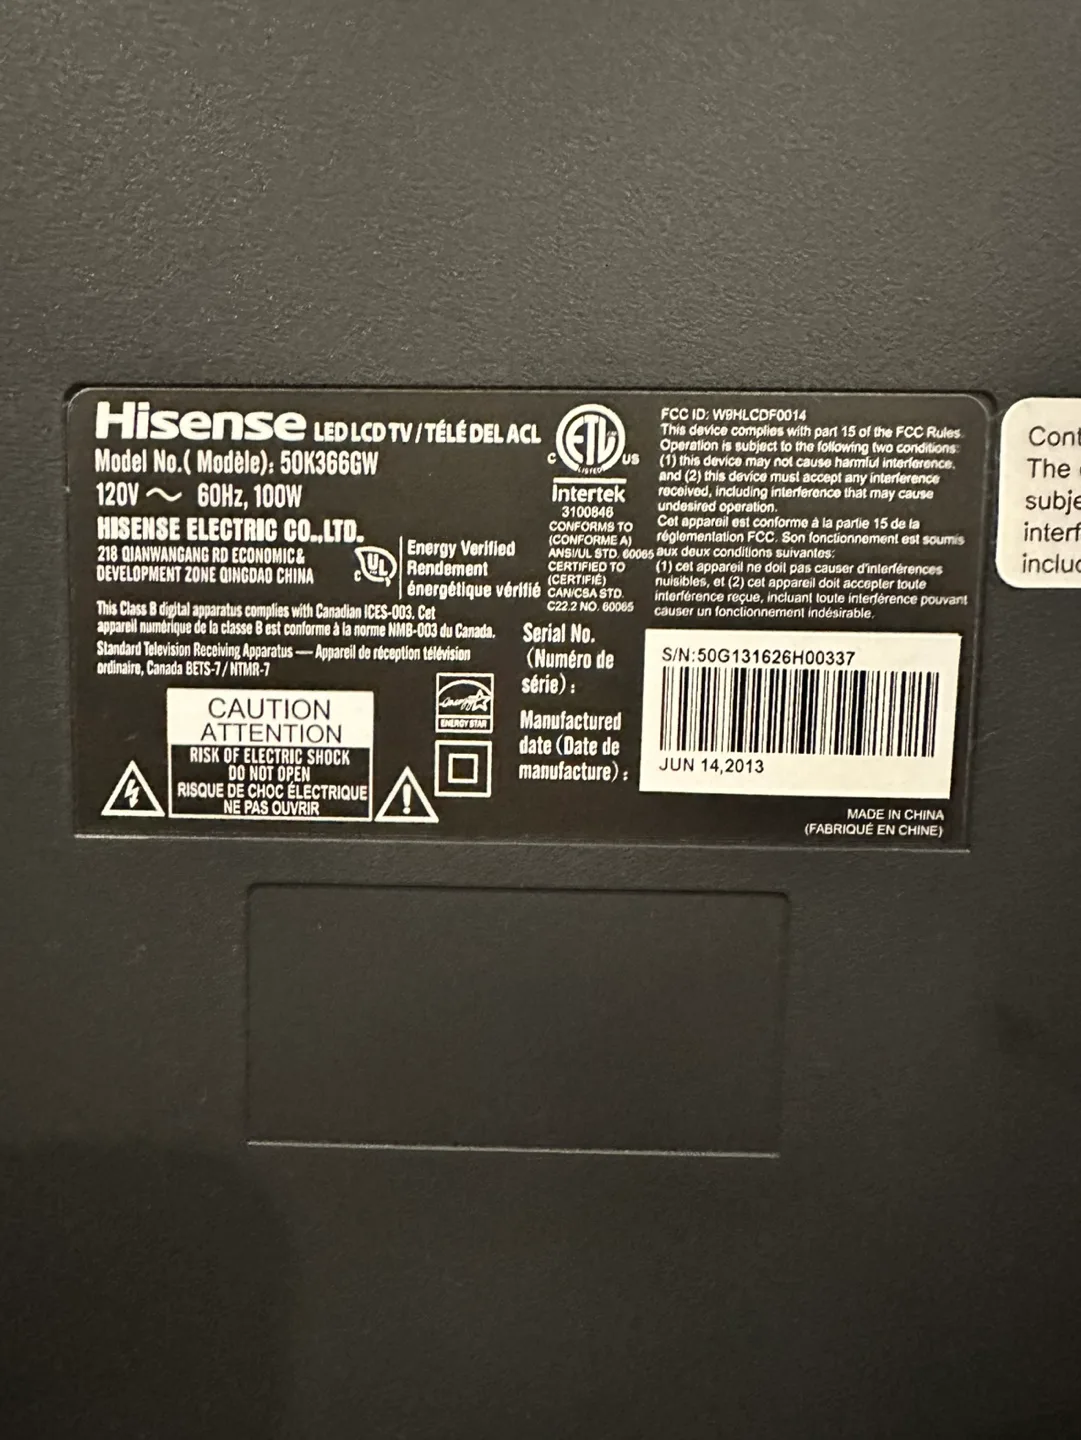 Hisense LED LCD TV / TÉLÉ DEL ACL
Model No.( Modèle): 50K366GW
120V ～ 60Hz, 100W
HISENSE ELECTRIC CO.,LTD.
218 QIANWANGANG RD ECONOMIC&
DEVELOPMENT ZONE QINGDAO CHINA
C UL
Energy Verified
Rendement
énergétique vérifié
This Class B digital apparatus complies with Canadian ICES-003. Cet
appareil numérique de la classe B est conforme à la norme NMB-003 du Canada.
Standard Television Receiving Apparatus — Appareil de réception télévision
ordinaire, Canada BETS-7 / NTMR-7
CAUTION
ATTENTION
RISK OF ELECTRIC SHOCK
DO NOT OPEN
RISQUE DE CHOC ÉLECTRIQUE
NE PAS OUVRIR
energy
ENERGY STAR
C ETL US
LISTED
Intertek
3100846
CONFORMS TO
(CONFORME A)
ANSI/UL STD. 60065
CERTIFIED TO
(CERTIFIÉ)
CAN/CSA STD.
C22.2 NO. 60065
FCC ID: W9HLCDF0014
This device complies with part 15 of the FCC Rules.
Operation is subject to the following two conditions:
(1) this device may not cause harmful interference,
and (2) this device must accept any interference
received, including interference that may cause
undesired operation.
Cet appareil est conforme à la partie 15 de la
réglementation FCC. Son fonctionnement est soumis
aux deux conditions suivantes:
(1) cet appareil ne doit pas causer d'interférences
nuisibles, et (2) cet appareil doit accepter toute
interférence reçue, incluant toute interférence pouvant
causer un fonctionnement indésirable.
Serial No.
(Numéro de
série) :
S/N:50G131626H00337
Manufactured
date (Date de
manufacture) :
JUN 14,2013
MADE IN CHINA
(FABRIQUÉ EN CHINE)
Cont
The
subje
interf
includ